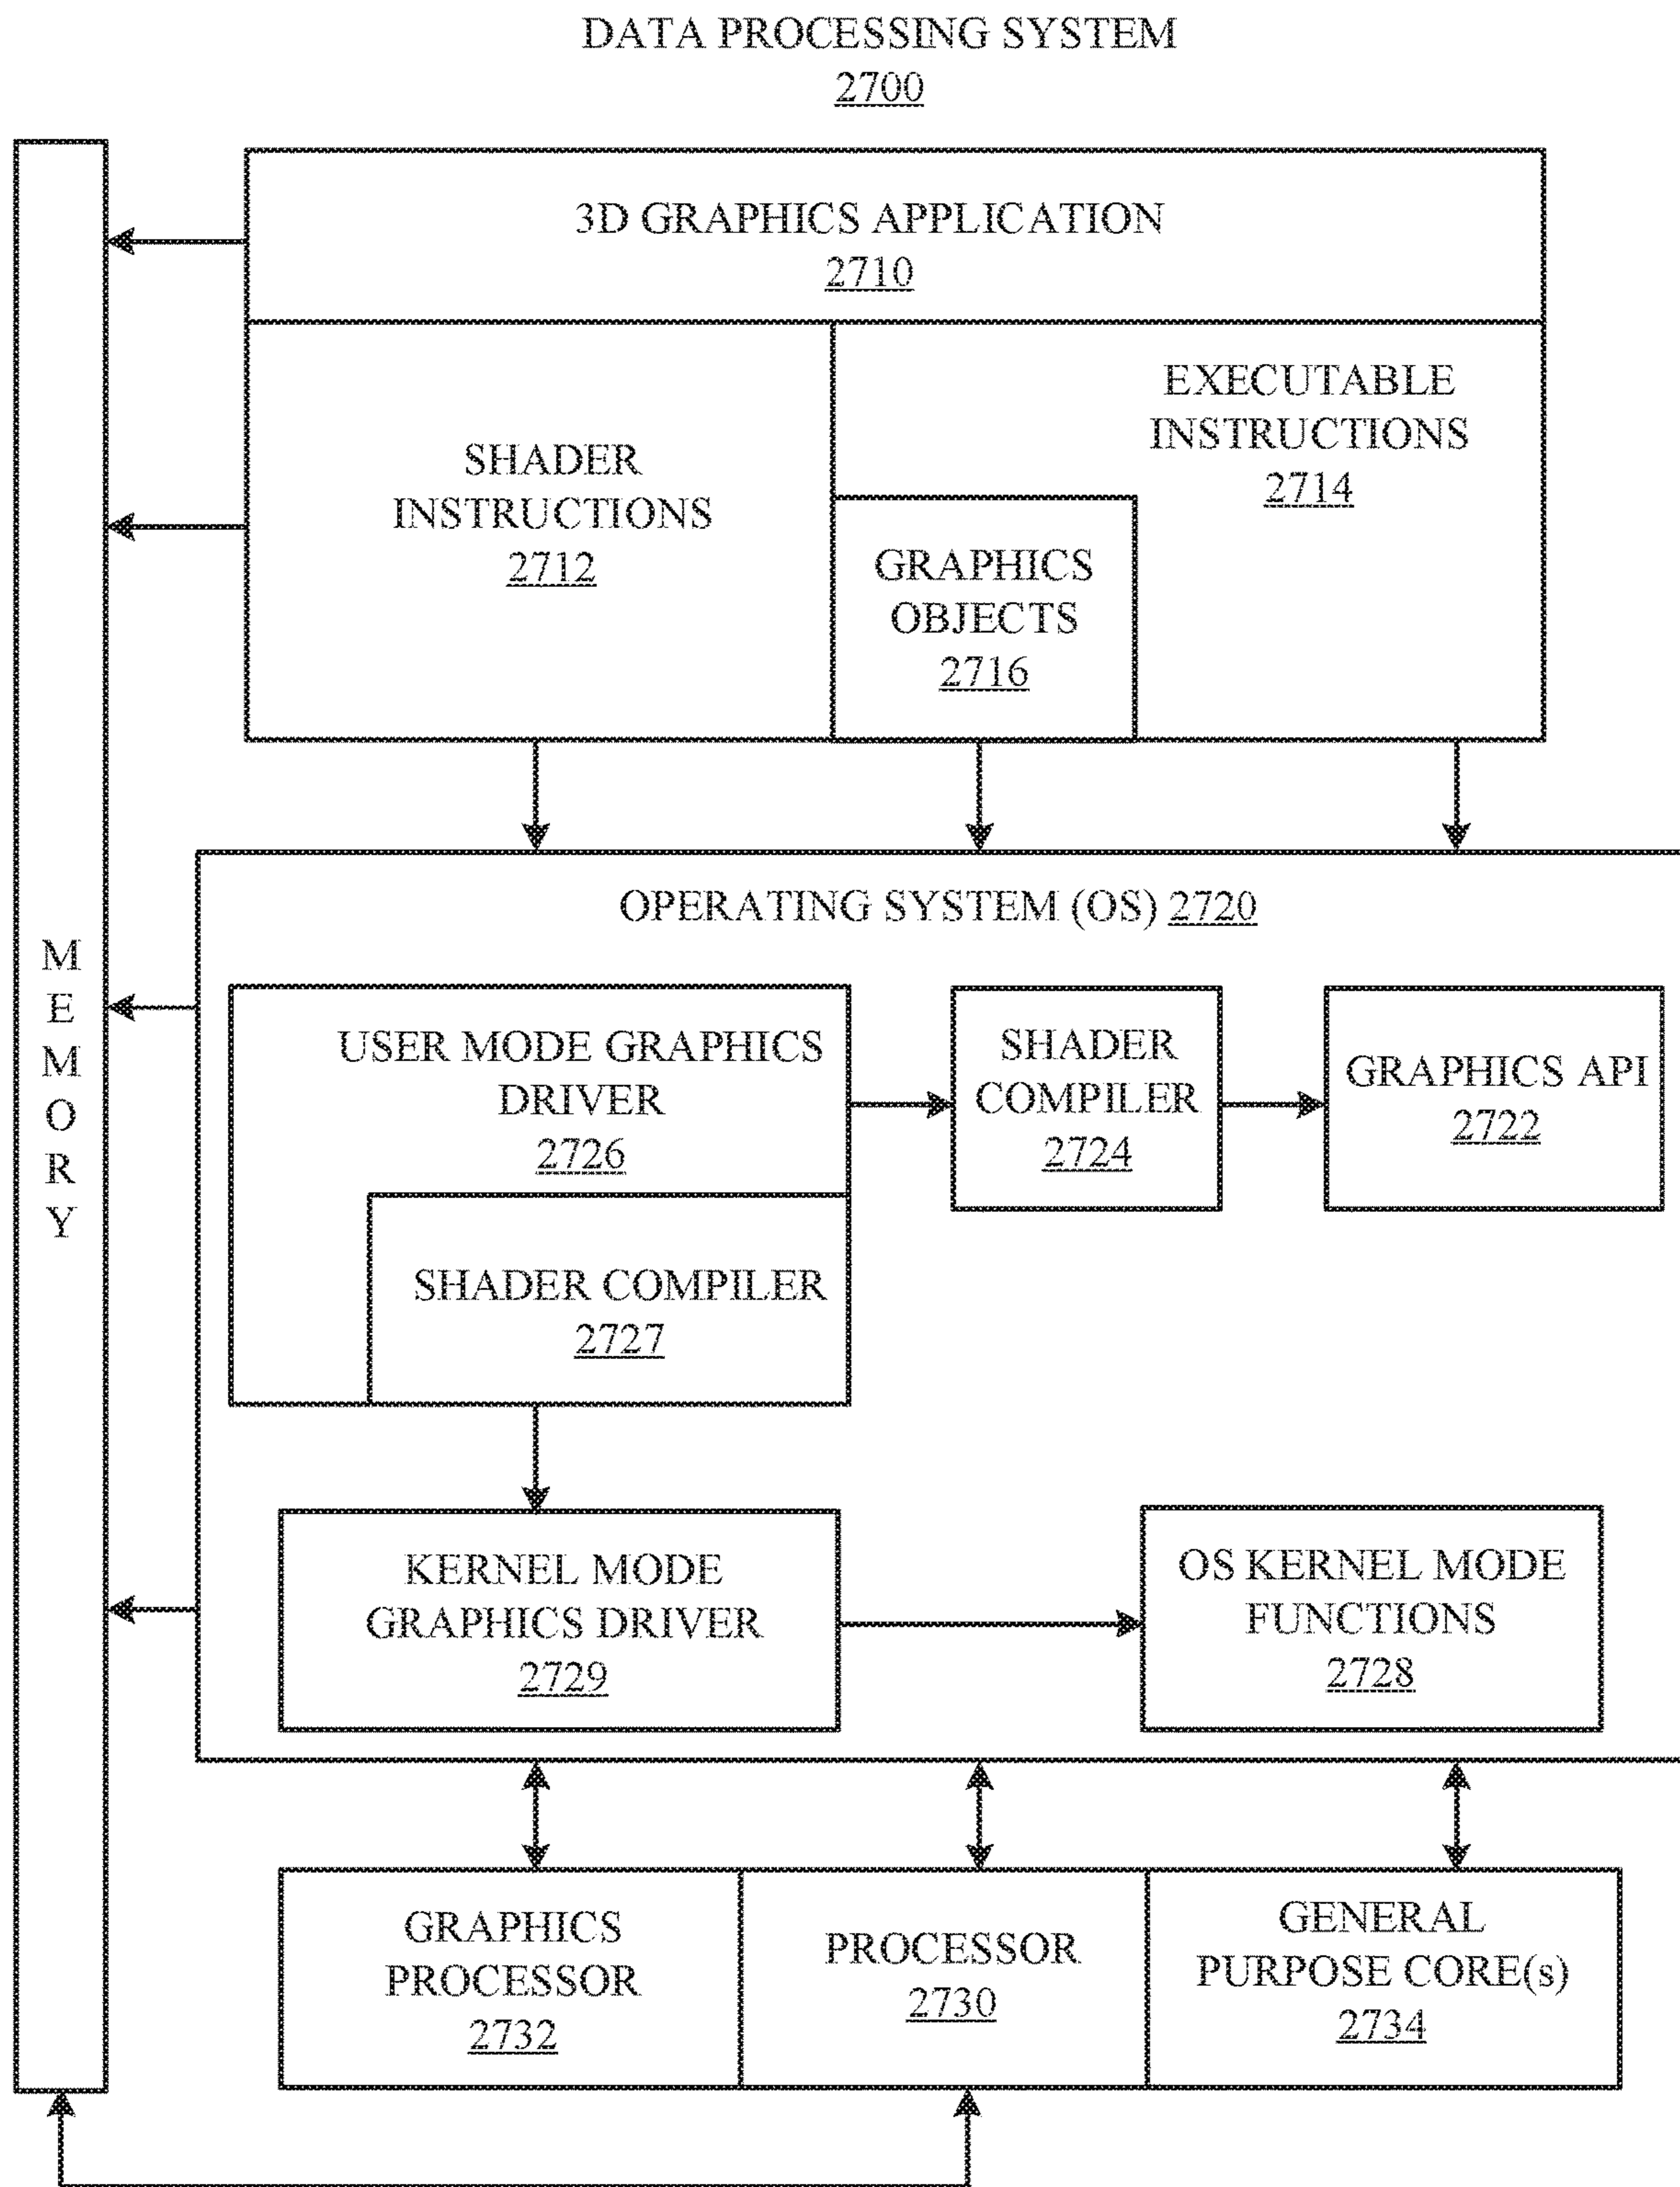 DATA PROCESSING SYSTEM
2700
3D GRAPHICS APPLICATION
2710
SHADER
INSTRUCTIONS
2712
EXECUTABLE
INSTRUCTIONS
2714
GRAPHICS
OBJECTS
2716
MEMORY
OPERATING SYSTEM (OS) 2720
USER MODE GRAPHICS
DRIVER
2726
SHADER
COMPILER
2724
GRAPHICS API
2722
SHADER COMPILER
2727
KERNEL MODE
GRAPHICS DRIVER
2729
OS KERNEL MODE
FUNCTIONS
2728
GRAPHICS
PROCESSOR
2732
PROCESSOR
2730
GENERAL
PURPOSE CORE(s)
2734